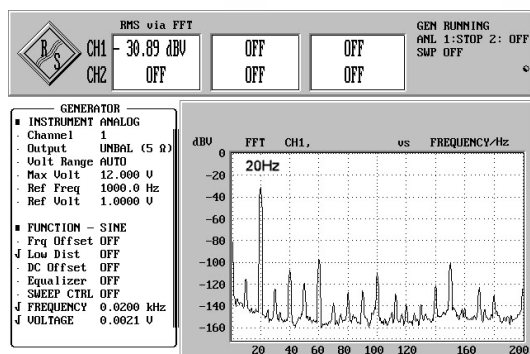 RMS via FFT
R S
CH1 - 30.89 dBV OFF OFF
CH2 OFF OFF OFF
GEN RUNNING
ANL 1:STOP 2: OFF
SWP OFF
GENERATOR
INSTRUMENT ANALOG
Channel 1
Output UNBAL (5 Ω)
Volt Range AUTO
Max Volt 12.000 V
Ref Freq 1000.0 Hz
Ref Volt 1.0000 V
FUNCTION - SINE
Frq Offset OFF
Low Dist OFF
DC Offset OFF
Equalizer OFF
SWEEP CTRL OFF
FREQUENCY 0.0200 kHz
VOLTAGE 0.0021 V
dBV FFT CH1, vs FREQUENCY/Hz
0
20Hz
-20
-40
-60
-80
-100
-120
-140
-160
20 40 60 80 100 120 160 200